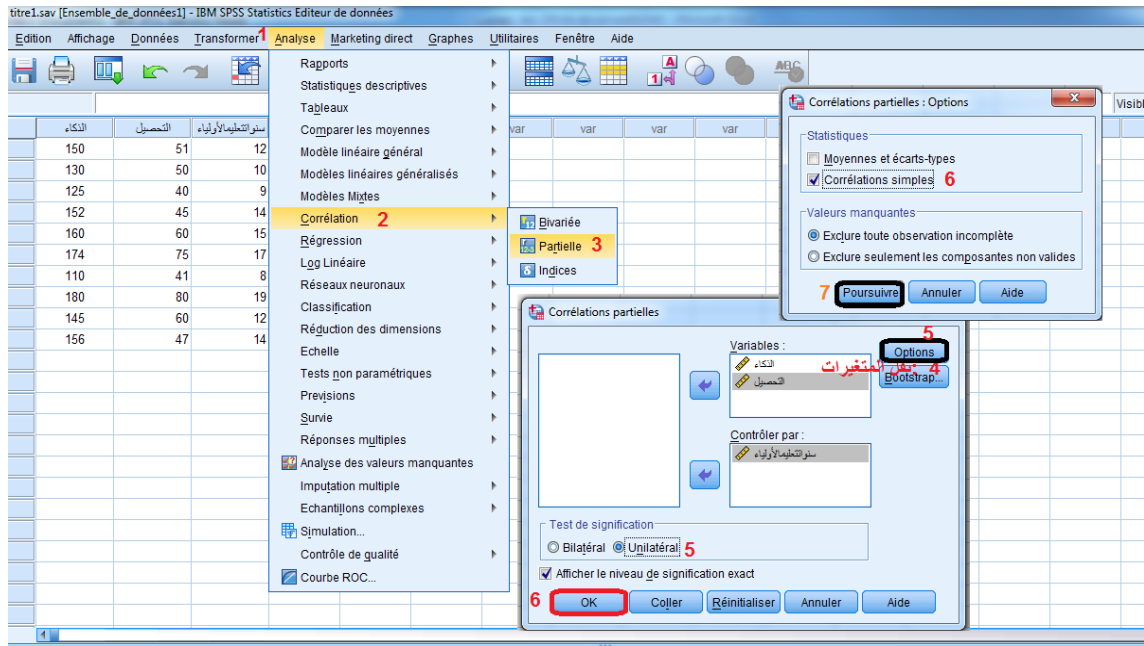 titre1.sav [Ensemble_de_données1] - IBM SPSS Statistics Editeur de données
Edition Affichage Données Transformer 1 Analyse Marketing direct Graphes Utilitaires Fenêtre Aide
Visibl
الذكاء التحصيل سنواتتعليمالأولياء var var var var
150 51 12
130 50 10
125 40 9
152 45 14
160 60 15
174 75 17
110 41 8
180 80 19
145 60 12
156 47 14
Rapports
Statistiques descriptives
Tableaux
Comparer les moyennes
Modèle linéaire général
Modèles linéaires généralisés
Modèles Mixtes
Corrélation 2
Régression
Log Linéaire
Réseaux neuronaux
Classification
Réduction des dimensions
Echelle
Tests non paramétriques
Prévisions
Survie
Réponses multiples
Analyse des valeurs manquantes
Imputation multiple
Echantillons complexes
Simulation...
Contrôle de qualité
Courbe ROC...
Bivariée
Partielle 3
Indices
Corrélations partielles : Options
Statistiques
Moyennes et écarts-types
Corrélations simples 6
Valeurs manquantes
Exclure toute observation incomplète
Exclure seulement les composantes non valides
7 Poursuive Annuler Aide
Corrélations partielles
Variables :
الذكاء
التحصيل
5
Options
4 نقل المتغيرات
Bootstrap...
Contrôler par :
سنواتتعليمالأولياء
Test de signification
Bilatéral Unilatéral 5
Afficher le niveau de signification exact
6 OK Coller Réinitialiser Annuler Aide